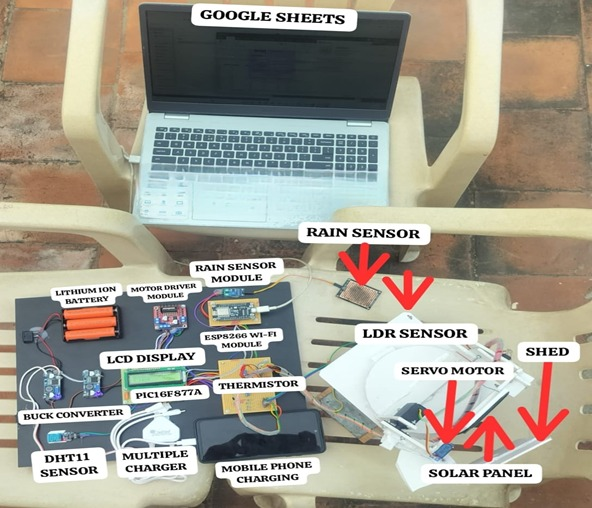 GOOGLE SHEETS
RAIN SENSOR
RAIN SENSOR
MODULE
LITHIUM ION
BATTERY
MOTOR DRIVER
MODULE
LDR SENSOR
ESP8266 WI-FI
MODULE
LCD DISPLAY
SERVO MOTOR
SHED
THERMISTOR
PIC16F877A
BUCK CONVERTER
DHT11
SENSOR
MULTIPLE
CHARGER
MOBILE PHONE
CHARGING
SOLAR PANEL